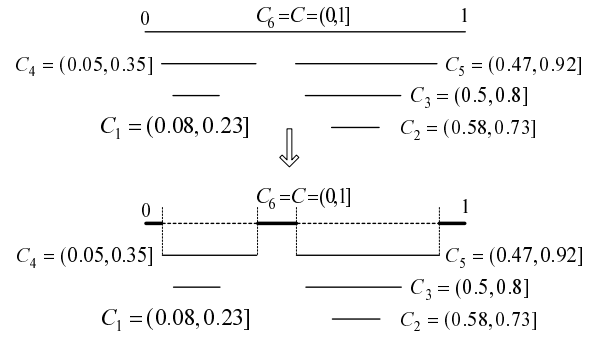 0 C₆=C=(0,1] 1
C₄ = (0.05,0.35] C₅ = (0.47,0.92]
C₃ = (0.5,0.8]
C₁ = (0.08,0.23] C₂ = (0.58,0.73]
C₆=C=(0,1]
0 1
C₄ = (0.05,0.35] C₅ = (0.47,0.92]
C₃ = (0.5,0.8]
C₁ = (0.08,0.23] C₂ = (0.58,0.73]